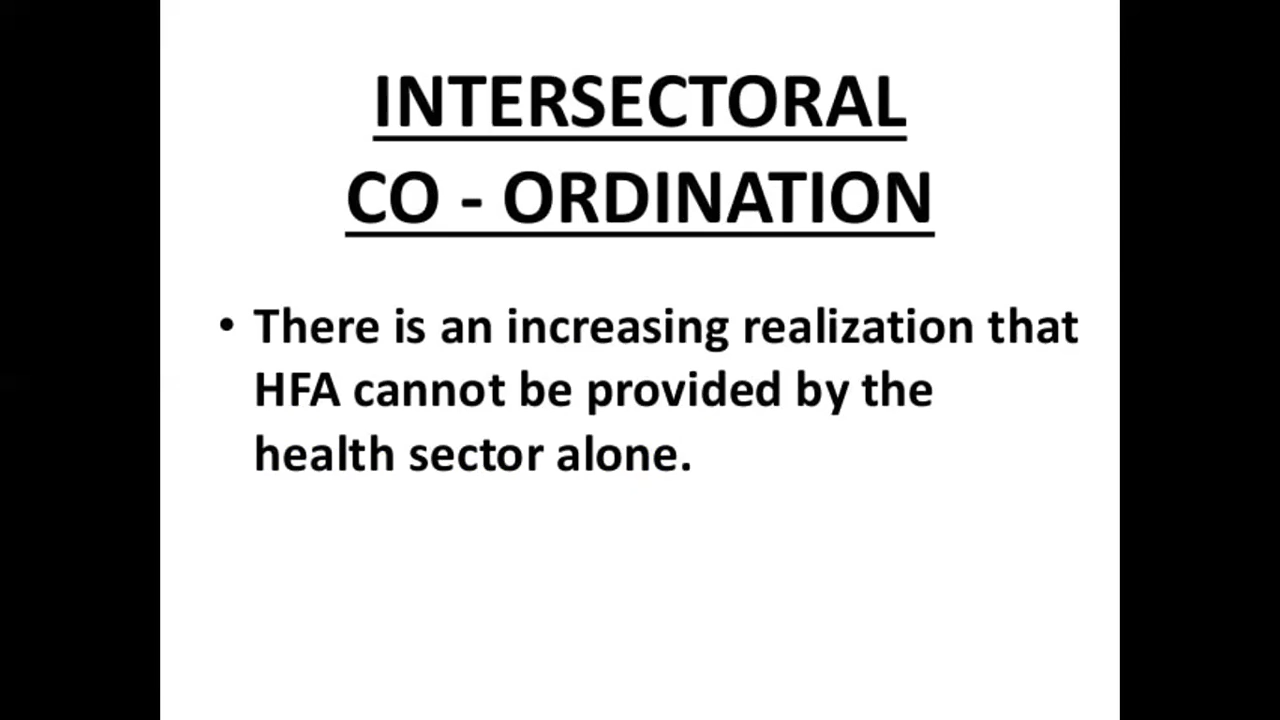 INTERSECTORAL
CO - ORDINATION
• There is an increasing realization that
HFA cannot be provided by the
health sector alone.